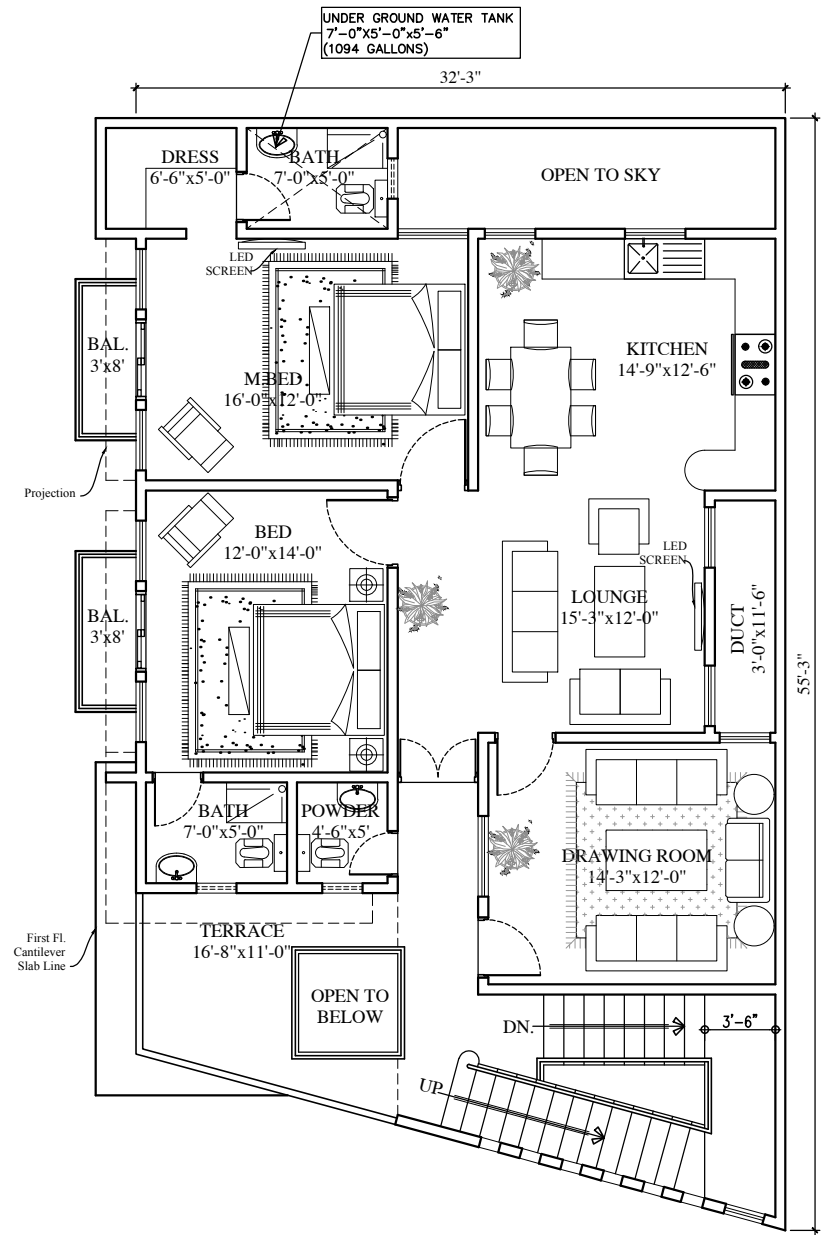 UNDER GROUND WATER TANK
7'-0"X5'-0"x5'-6"
(1094 GALLONS)
32'-3"
DRESS
6'-6"x5'-0"
BATH
7'-0"x5'-0"
OPEN TO SKY
LED
SCREEN
BAL.
3'x8'
M.BED
16'-0"x12'-0"
KITCHEN
14'-9"x12'-6"
Projection
BED
12'-0"x14'-0"
LED
SCREEN
BAL.
3'x8'
LOUNGE
15'-3"x12'-0"
DUCT
3'-0"x11'-6"
55'-3"
BATH
7'-0"x5'-0"
POWDER
4'-6"x5'
DRAWING ROOM
14'-3"x12'-0"
First Fl.
Cantilever
Slab Line
TERRACE
16'-8"x11'-0"
OPEN TO
BELOW
DN.
3'-6"
UP